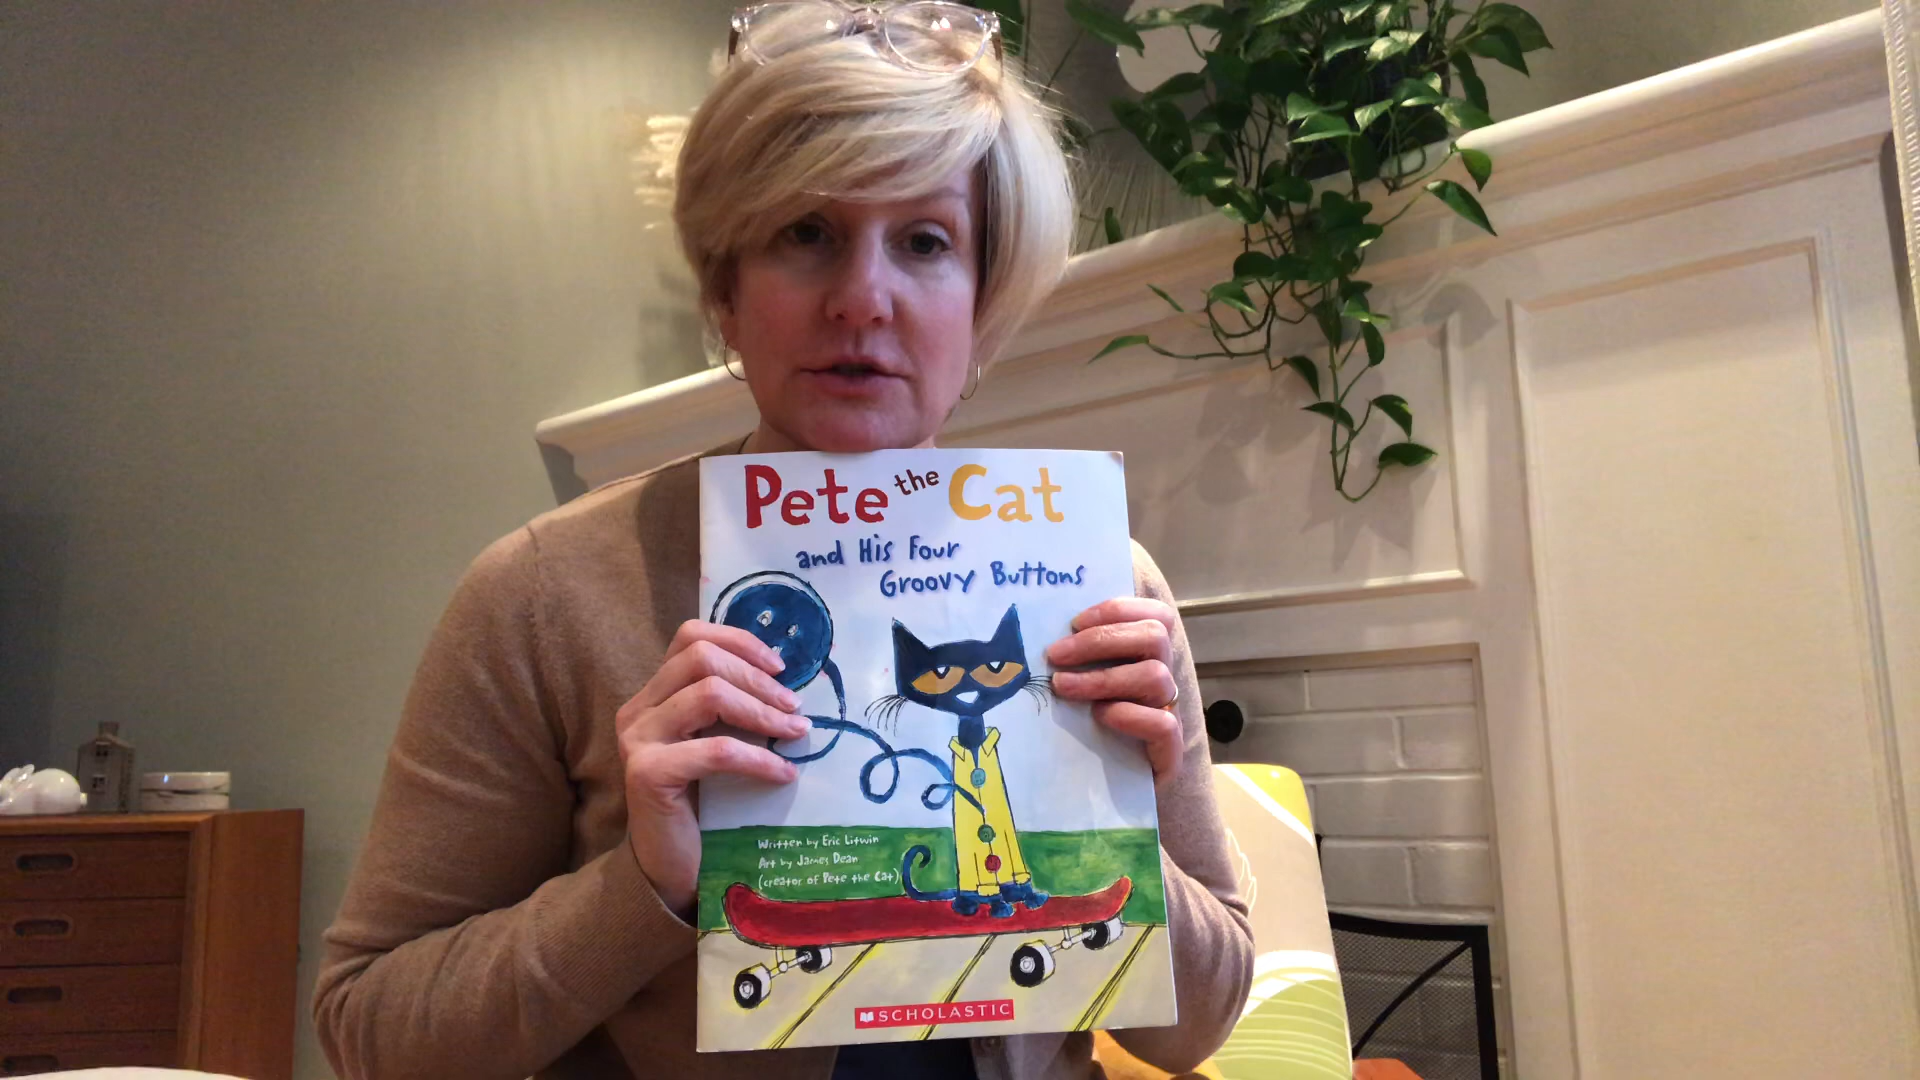 Pete the Cat
and His Four
Groovy Buttons
Written by Eric Litwin
Art by James Dean
(creator of Pete the Cat)
SCHOLASTIC